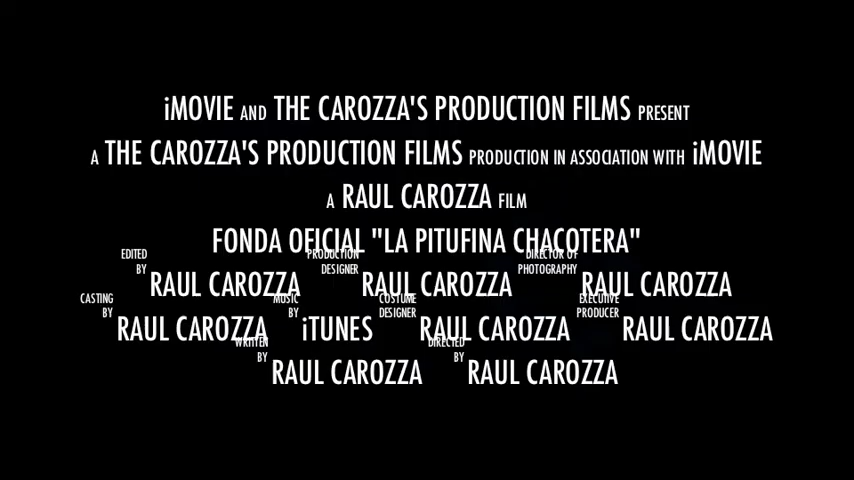 iMOVIE AND THE CAROZZA'S PRODUCTION FILMS PRESENT
A THE CAROZZA'S PRODUCTION FILMS PRODUCTION IN ASSOCIATION WITH iMOVIE
A RAUL CAROZZA FILM
FONDA OFICIAL "LA PITUFINA CHACOTERA"
EDITED BY RAUL CAROZZA PRODUCTION DESIGNER RAUL CAROZZA DIRECTOR OF PHOTOGRAPHY RAUL CAROZZA
CASTING BY RAUL CAROZZA MUSIC BY iTUNES COSTUME DESIGNER RAUL CAROZZA EXECUTIVE PRODUCER RAUL CAROZZA
WRITTEN BY RAUL CAROZZA DIRECTED BY RAUL CAROZZA